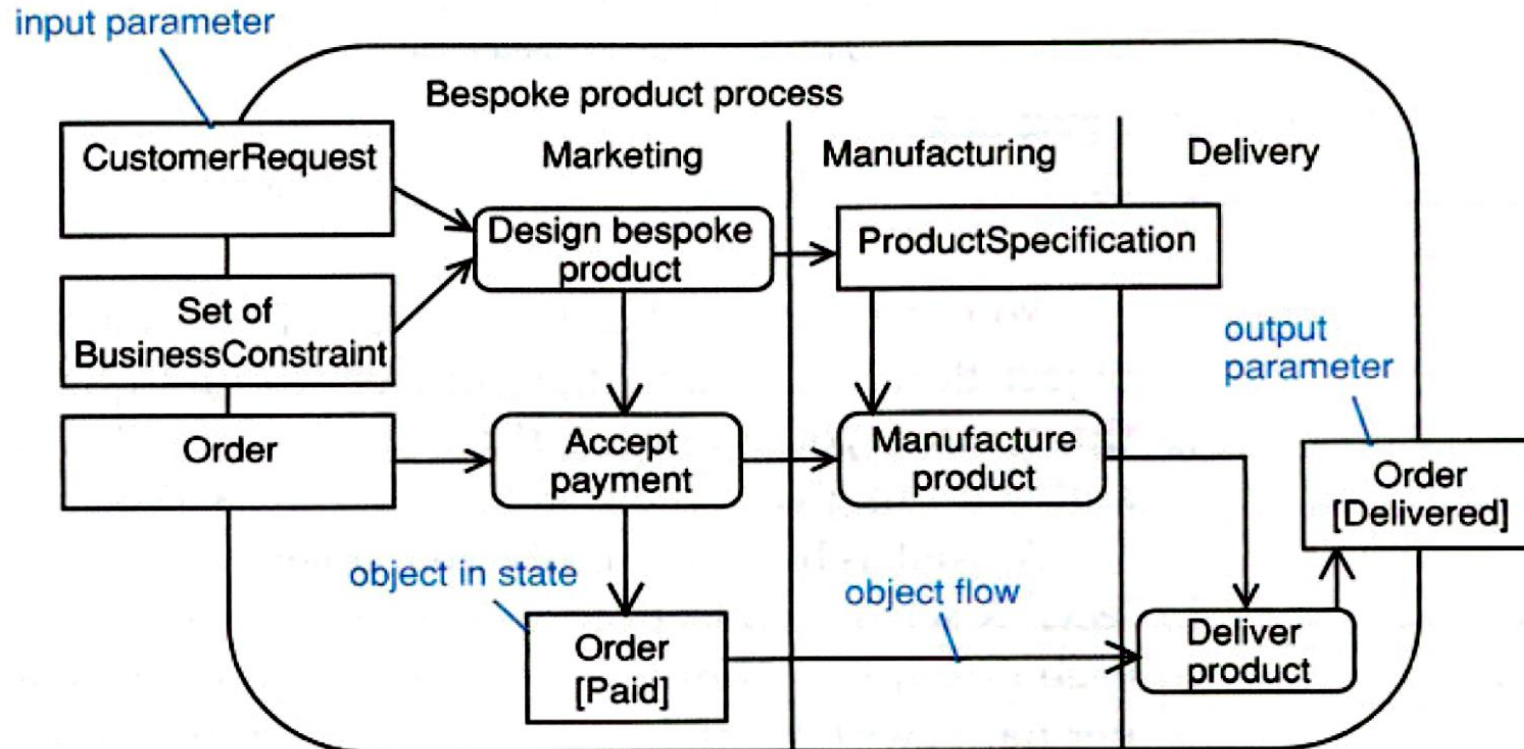 input parameter
Bespoke product process
CustomerRequest
Marketing
Manufacturing
Delivery
Design bespoke
product
ProductSpecification
Set of
BusinessConstraint
output
parameter
Order
Accept
payment
Manufacture
product
Order
[Delivered]
object in state
object flow
Order
[Paid]
Deliver
product